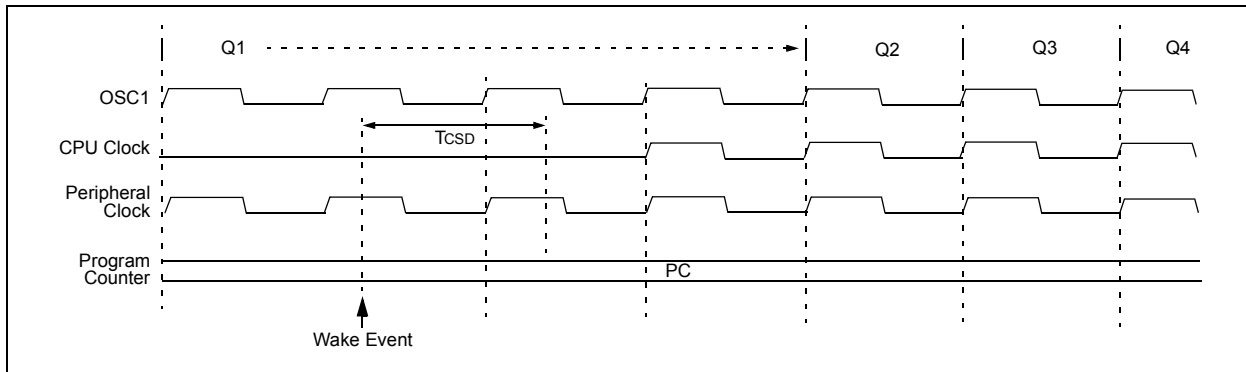 Q1 Q2 Q3 Q4
OSC1
TCSD
CPU Clock
Peripheral
Clock
Program
Counter
PC
Wake Event